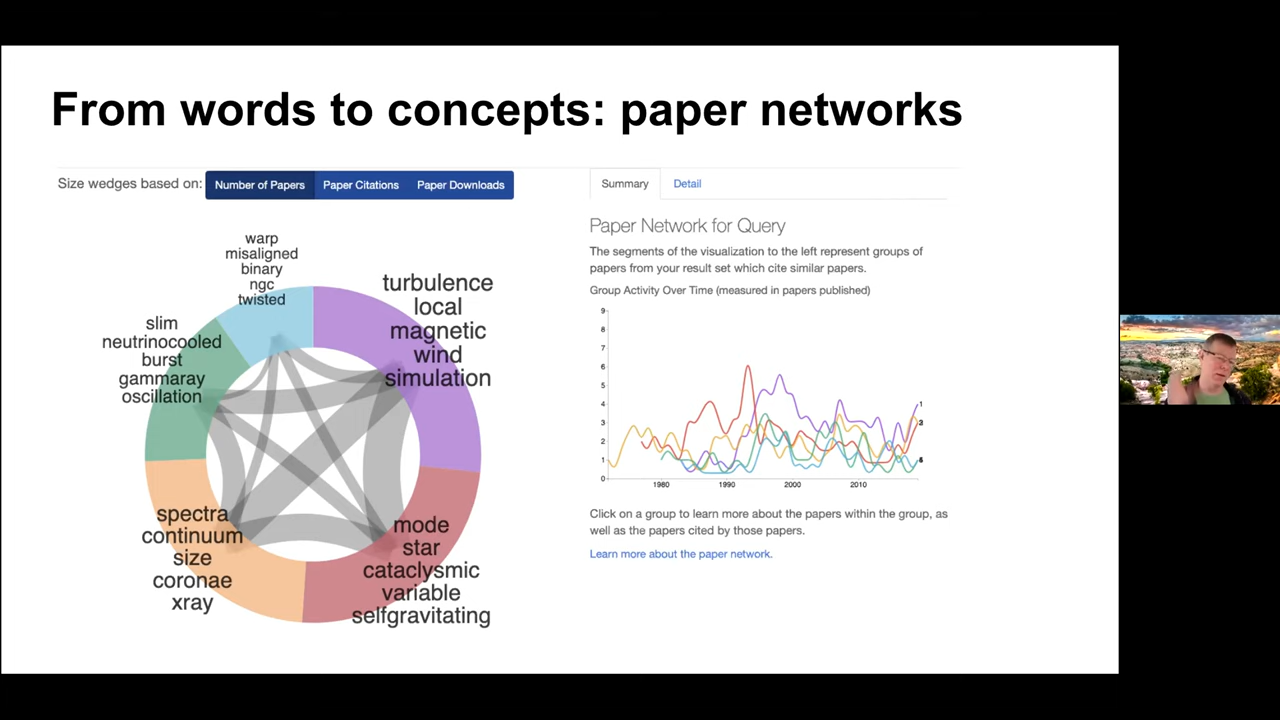 From words to concepts: paper networks
Size wedges based on:
Number of Papers
Paper Citations
Paper Downloads
warp
misaligned
binary
ngc
twisted
turbulence
local
magnetic
wind
simulation
slim
neutrinocooled
burst
gammaray
oscillation
spectra
continuum
size
coronae
xray
mode
star
cataclysmic
variable
selfgravitating
Summary
Detail
Paper Network for Query
The segments of the visualization to the left represent groups of
papers from your result set which cite similar papers.
Group Activity Over Time (measured in papers published)
9
8
7
6
5
4
3
2
1
0
1980
1990
2000
2010
1
Click on a group to learn more about the papers within the group, as
well as the papers cited by those papers.
Learn more about the paper network.